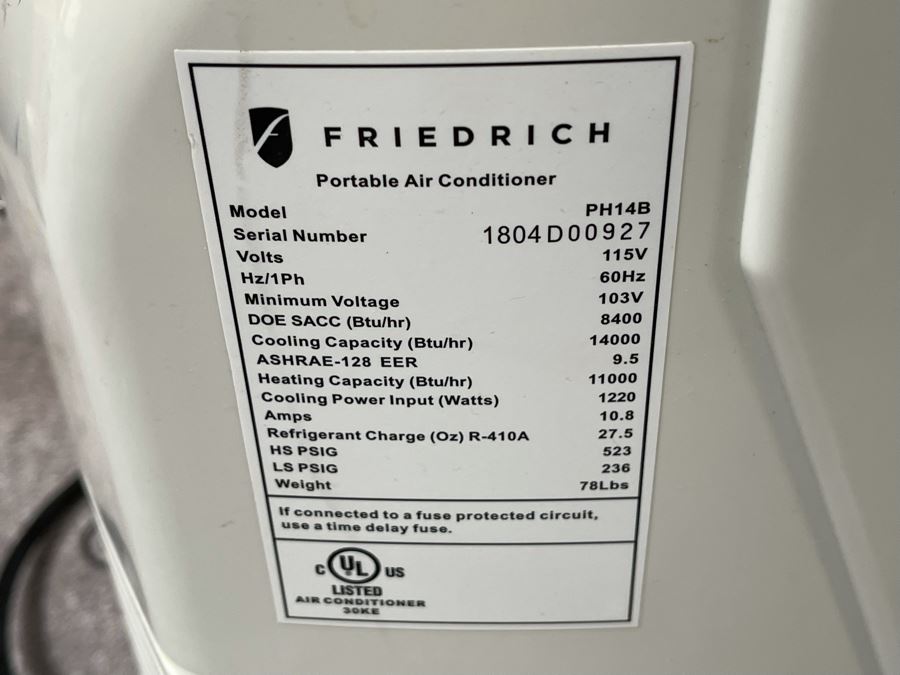 FRIEDRICH
Portable Air Conditioner
Model PH14B
Serial Number 1804D00927
Volts 115V
Hz/1Ph 60Hz
Minimum Voltage 103V
DOE SACC (Btu/hr) 8400
Cooling Capacity (Btu/hr) 14000
ASHRAE-128 EER 9.5
Heating Capacity (Btu/hr) 11000
Cooling Power Input (Watts) 1220
Amps 10.8
Refrigerant Charge (Oz) R-410A 27.5
HS PSIG 523
LS PSIG 236
Weight 78Lbs
If connected to a fuse protected circuit,
use a time delay fuse.
C UL US
LISTED
AIR CONDITIONER
30KE